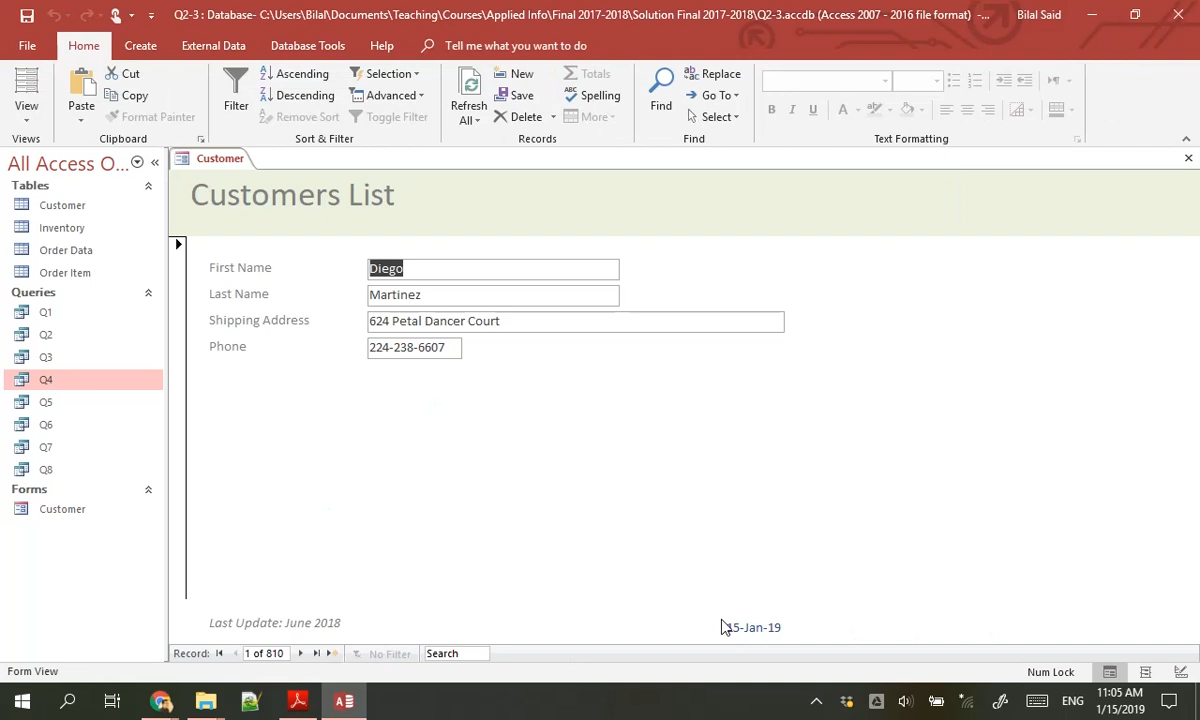 Q2-3 : Database- C:\Users\Bilal\Documents\Teaching\Courses\Applied Info\Final 2017-2018\Solution Final 2017-2018\Q2-3.accdb (Access 2007 - 2016 file format) -...
Bilal Said
File Home Create External Data Database Tools Help Tell me what you want to do
View
Views
Paste
Cut
Copy
Format Painter
Clipboard
Filter
Ascending
Descending
Remove Sort
Selection
Advanced
Toggle Filter
Sort & Filter
Refresh
All
New
Save
Delete
Totals
Spelling
More
Records
Find
Replace
Go To
Select
Find
B I U A
Text Formatting
All Access O...
Tables
Customer
Inventory
Order Data
Order Item
Queries
Q1
Q2
Q3
Q4
Q5
Q6
Q7
Q8
Forms
Customer
Customer
Customers List
First Name Diego
Last Name Martinez
Shipping Address 624 Petal Dancer Court
Phone 224-238-6607
Last Update: June 2018
15-Jan-19
Record: 1 of 810 No Filter Search
Form View
Num Lock
ENG
11:05 AM
1/15/2019